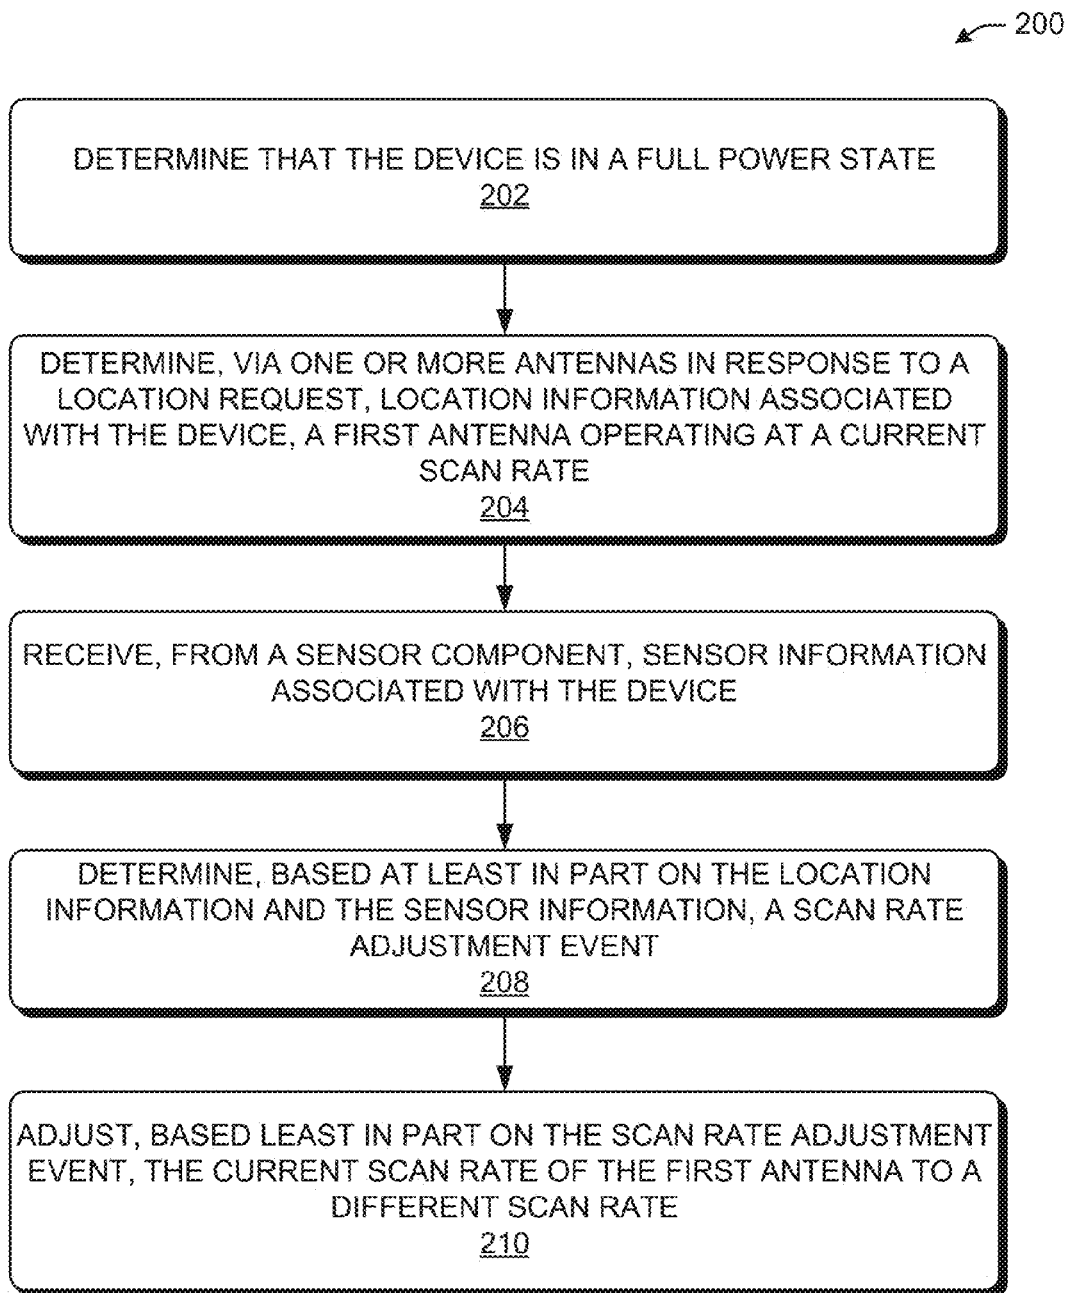 200
DETERMINE THAT THE DEVICE IS IN A FULL POWER STATE
202
DETERMINE, VIA ONE OR MORE ANTENNAS IN RESPONSE TO A
LOCATION REQUEST, LOCATION INFORMATION ASSOCIATED
WITH THE DEVICE, A FIRST ANTENNA OPERATING AT A CURRENT
SCAN RATE
204
RECEIVE, FROM A SENSOR COMPONENT, SENSOR INFORMATION
ASSOCIATED WITH THE DEVICE
206
DETERMINE, BASED AT LEAST IN PART ON THE LOCATION
INFORMATION AND THE SENSOR INFORMATION, A SCAN RATE
ADJUSTMENT EVENT
208
ADJUST, BASED LEAST IN PART ON THE SCAN RATE ADJUSTMENT
EVENT, THE CURRENT SCAN RATE OF THE FIRST ANTENNA TO A
DIFFERENT SCAN RATE
210